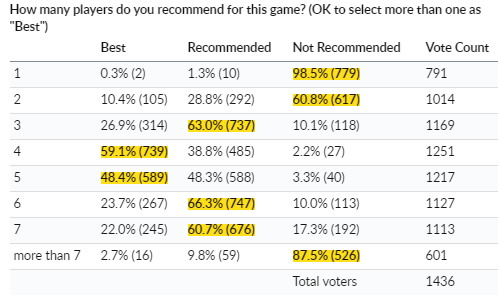 How many players do you recommend for this game? (OK to select more than one as
"Best")
Best Recommended Not Recommended Vote Count
1 0.3% (2) 1.3% (10) 98.5% (779) 791
2 10.4% (105) 28.8% (292) 60.8% (617) 1014
3 26.9% (314) 63.0% (737) 10.1% (118) 1169
4 59.1% (739) 38.8% (485) 2.2% (27) 1251
5 48.4% (589) 48.3% (588) 3.3% (40) 1217
6 23.7% (267) 66.3% (747) 10.0% (113) 1127
7 22.0% (245) 60.7% (676) 17.3% (192) 1113
more than 7 2.7% (16) 9.8% (59) 87.5% (526) 601
Total voters 1436